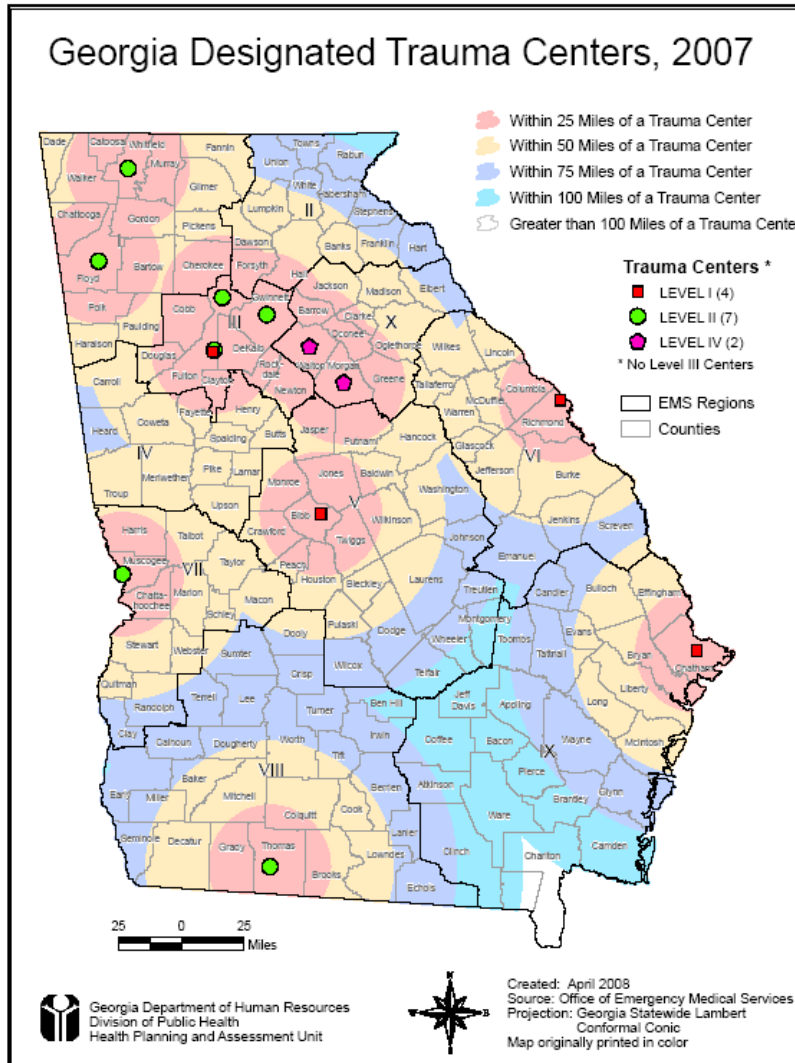 Georgia Designated Trauma Centers, 2007
Within 25 Miles of a Trauma Center
Within 50 Miles of a Trauma Center
Within 75 Miles of a Trauma Center
Within 100 Miles of a Trauma Center
Greater than 100 Miles of a Trauma Cente
Trauma Centers *
LEVEL I (4)
LEVEL II (7)
LEVEL IV (2)
* No Level III Centers
EMS Regions
Counties
Dade
Catoosa
Whitfield
Murray
Fannin
Walker
Gilmer
Chattooga
Gordon
Pickens
I
Floyd
Bartow
Cherokee
Polk
Towns
Rabun
Union
White
Habersham
Lumpkin
II
Stephens
Dawson
Banks
Franklin
Hart
Forsyth
Hall
Cobb
Gwinnett
III
Paulding
Haralson
Douglas
DeKalb
Fulton
Clayton
Rock-
dale
Newton
Jackson
Madison
Elbert
Barrow
Clarke
X
Oconee
Oglethorpe
Walton
Morgan
Greene
Wilkes
Lincoln
Columbia
Taliaferro
McDuffie
Warren
Richmond
Glascock
VI
Jefferson
Burke
Jenkins
Screven
Emanuel
Carroll
Heard
Coweta
Fayette
Henry
Spalding
Butts
IV
Meriwether
Pike
Lamar
Troup
Upson
Jasper
Putnam
Hancock
Jones
Baldwin
Monroe
V
Washington
Bibb
Wilkinson
Crawford
Twiggs
Johnson
Peach
Houston
Bleckley
Laurens
Treutlen
Pulaski
Dodge
Montgomery
Wheeler
Wilcox
Telfair
Harris
Talbot
Muscogee
Taylor
VII
Chatta-
hoochee
Marion
Macon
Schley
Dooly
Stewart
Webster
Sumter
Quitman
Crisp
Randolph
Terrell
Lee
Turner
Ben Hill
Clay
Calhoun
Dougherty
Worth
Tift
Irwin
VIII
Baker
Early
Miller
Mitchell
Colquitt
Cook
Berrien
Seminole
Decatur
Grady
Thomas
Brooks
Lowndes
Lanier
Echols
Candler
Bulloch
Effingham
Toombs
Evans
Tattnall
Bryan
Chatham
Liberty
Long
McIntosh
Jeff
Davis
Appling
Coffee
Bacon
IX
Wayne
Atkinson
Pierce
Glynn
Brantley
Ware
Clinch
Charlton
Camden
25
0
25
Miles
Georgia Department of Human Resources
Division of Public Health
Health Planning and Assessment Unit
N
Created: April 2008
Source: Office of Emergency Medical Services
Projection: Georgia Statewide Lambert
Conformal Conic
Map originally printed in color